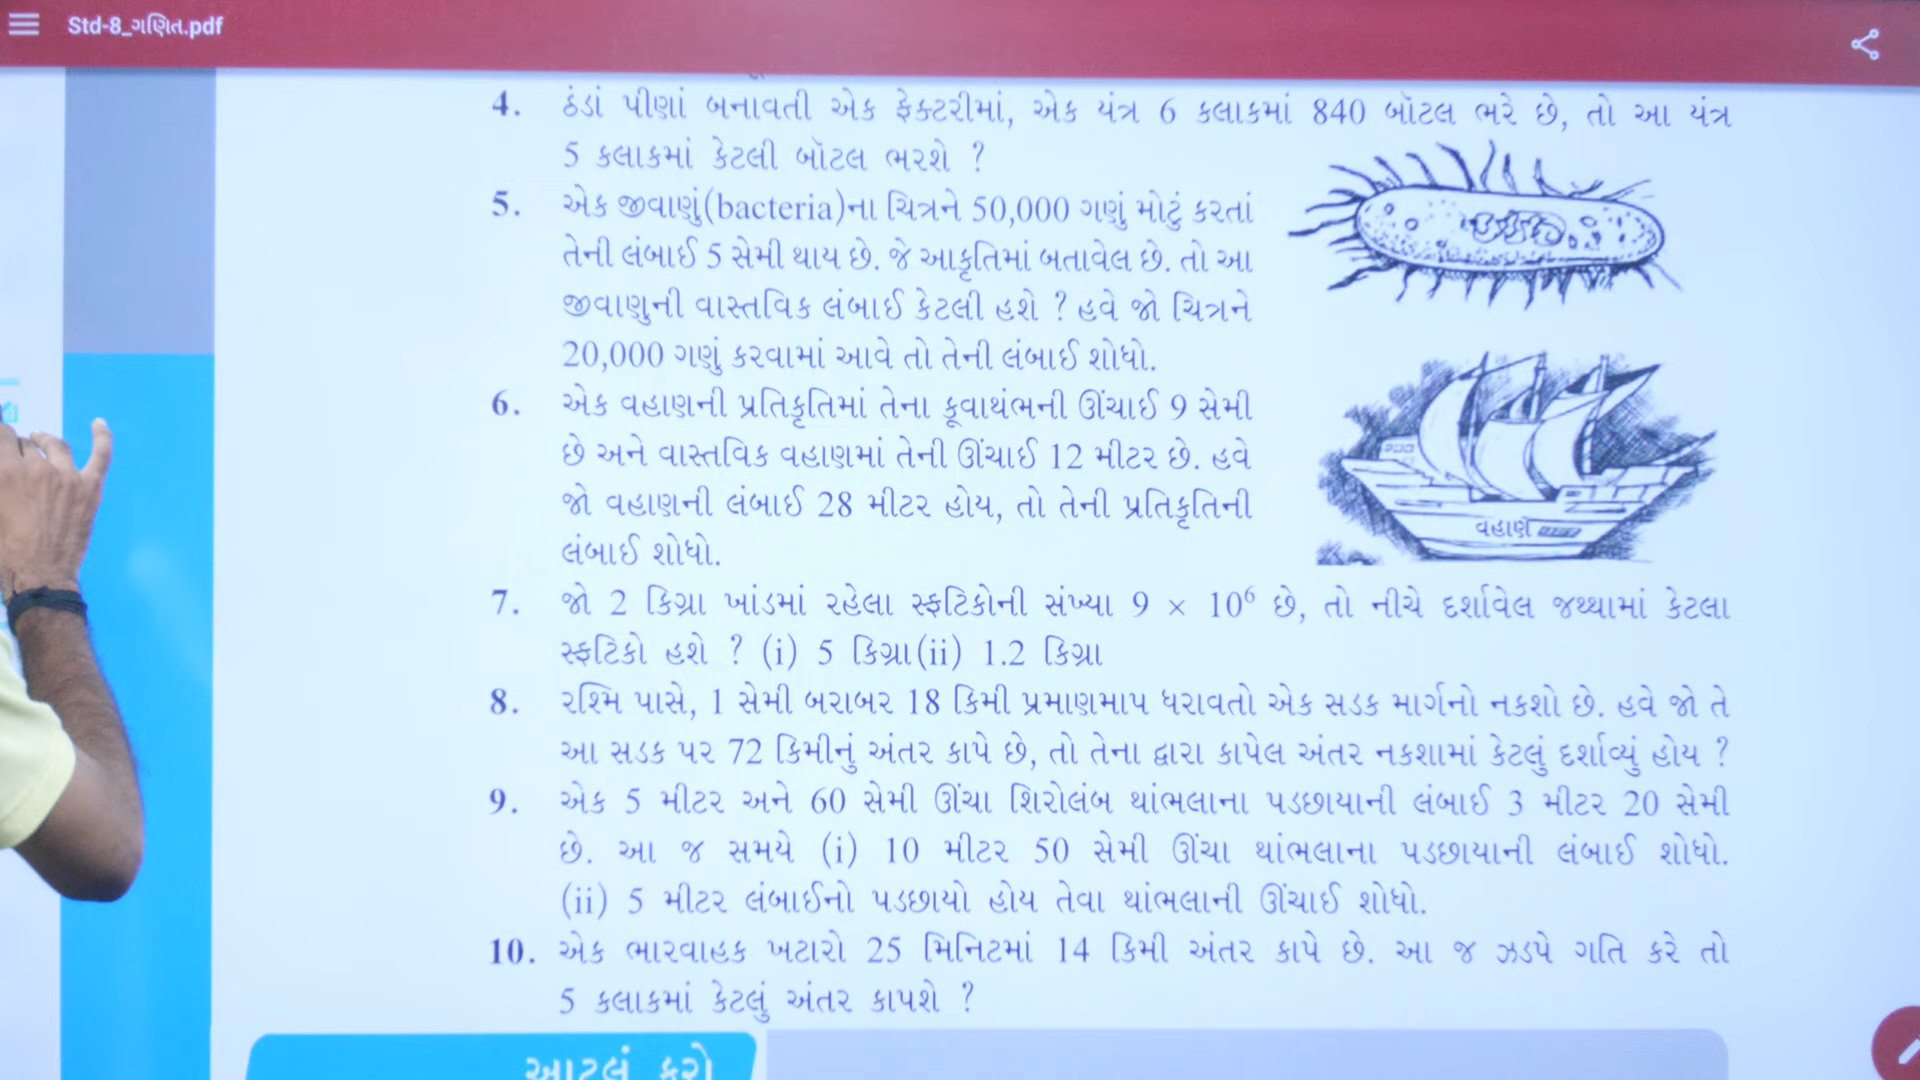 Std-8_ગણિત.pdf
4. ઠંડાં પીણાં બનાવતી એક ફેક્ટરીમાં, એક યંત્ર 6 કલાકમાં 840 બૉટલ ભરે છે, તો આ યંત્ર
5 કલાકમાં કેટલી બૉટલ ભરશે ?
5. એક જીવાણું(bacteria)ના ચિત્રને 50,000 ગણું મોટું કરતાં
તેની લંબાઈ 5 સેમી થાય છે. જે આકૃતિમાં બતાવેલ છે. તો આ
જીવાણુની વાસ્તવિક લંબાઈ કેટલી હશે ? હવે જો ચિત્રને
20,000 ગણું કરવામાં આવે તો તેની લંબાઈ શોધો.
6. એક વહાણની પ્રતિકૃતિમાં તેના કૂવાથંભની ઊંચાઈ 9 સેમી
છે અને વાસ્તવિક વહાણમાં તેની ઊંચાઈ 12 મીટર છે. હવે
જો વહાણની લંબાઈ 28 મીટર હોય, તો તેની પ્રતિકૃતિની
લંબાઈ શોધો.
વહાણ
7. જો 2 કિગ્રા ખાંડમાં રહેલા સ્ફટિકોની સંખ્યા 9 × 10⁶ છે, તો નીચે દર્શાવેલ જથ્થામાં કેટલા
સ્ફટિકો હશે ? (i) 5 કિગ્રા(ii) 1.2 કિગ્રા
8. રશ્મિ પાસે, 1 સેમી બરાબર 18 કિમી પ્રમાણમાપ ધરાવતો એક સડક માર્ગનો નકશો છે. હવે જો તે
આ સડક પર 72 કિમીનું અંતર કાપે છે, તો તેના દ્વારા કાપેલ અંતર નકશામાં કેટલું દર્શાવ્યું હોય ?
9. એક 5 મીટર અને 60 સેમી ઊંચા શિરોલંબ થાંભલાના પડછાયાની લંબાઈ 3 મીટર 20 સેમી
છે. આ જ સમયે (i) 10 મીટર 50 સેમી ઊંચા થાંભલાના પડછાયાની લંબાઈ શોધો.
(ii) 5 મીટર લંબાઈનો પડછાયો હોય તેવા થાંભલાની ઊંચાઈ શોધો.
10. એક ભારવાહક ખટારો 25 મિનિટમાં 14 કિમી અંતર કાપે છે. આ જ ઝડપે ગતિ કરે તો
5 કલાકમાં કેટલું અંતર કાપશે ?
આટલું કરો